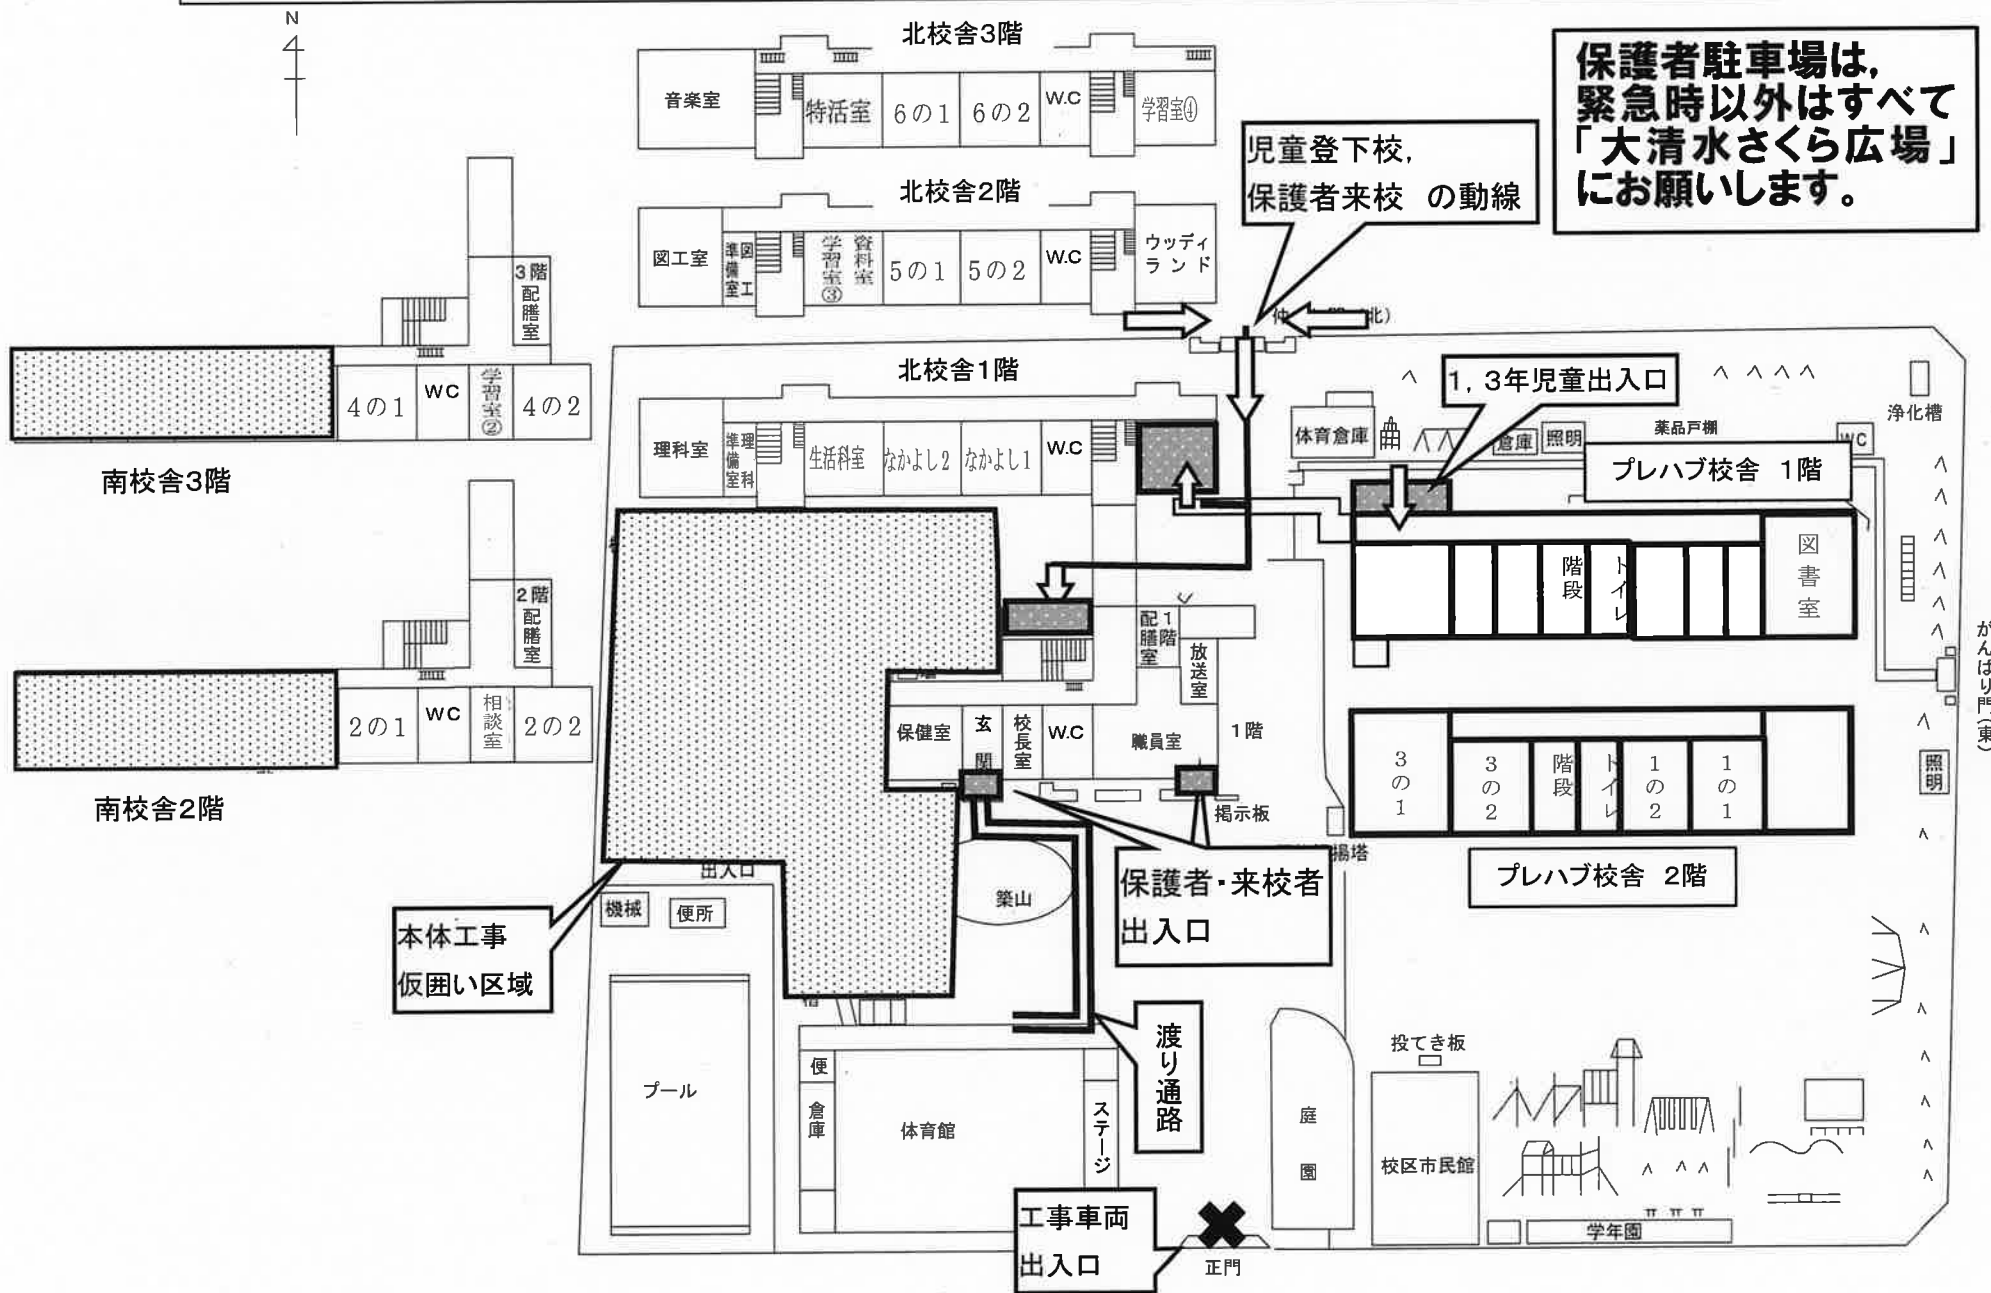 N
北校舎3階
音楽室
特活室
6の1
6の2
W.C
学習室④
保護者駐車場は,
緊急時以外はすべて
「大清水さくら広場」
にお願いします。
児童登下校,
保護者来校 の動線
北校舎2階
図工室
図工
準備室
学習室③
資料室
5の1
5の2
W.C
ウッディ
ランド
北)
3階
配膳室
4の1
WC
学習室②
4の2
南校舎3階
北校舎1階
理科室
理科
準備室
生活科室
なかよし2
なかよし1
W.C
1, 3年児童出入口
体育倉庫
倉庫
照明
薬品戸棚
WC
浄化槽
プレハブ校舎 1階
階段
トイレ
図書室
2階
配膳室
2の1
WC
相談室
2の2
南校舎2階
1階
配膳室
放送室
保健室
玄関
校長室
W.C
職員室
1階
掲示板
がんばり門(東)
照明
3の1
3の2
階段
トイレ
1の2
1の1
プレハブ校舎 2階
揚塔
保護者・来校者
出入口
出入口
機械
便所
築山
本体工事
仮囲い区域
渡り通路
プール
便
倉庫
体育館
ステージ
庭園
投てき板
校区市民館
学年園
工事車両
出入口
正門